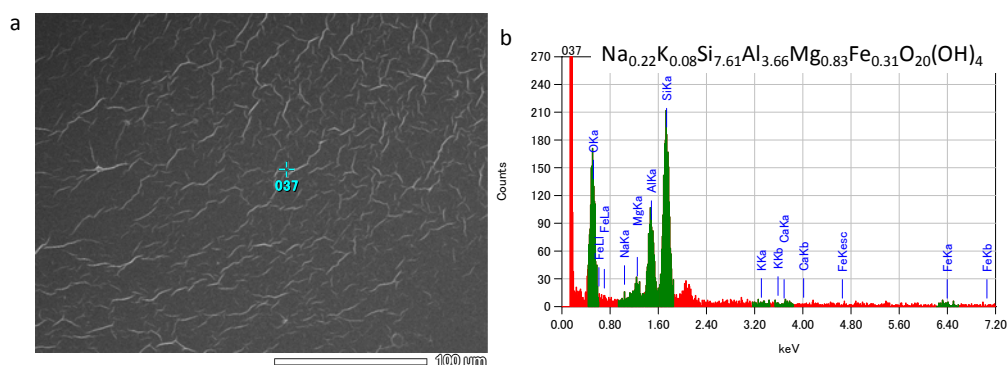 a
037
100 μm
b
Na0.22K0.08Si7.61Al3.66Mg0.83Fe0.31O20(OH)4
037
270
240
210
180
150
120
90
60
30
0
Counts
OKa
FeLl
FeLa
NaKa
MgKa
AlKa
SiKa
KKa
KKb
CaKa
CaKb
FeKesc
FeKa
FeKb
0.00 0.80 1.60 2.40 3.20 4.00 4.80 5.60 6.40 7.20
keV